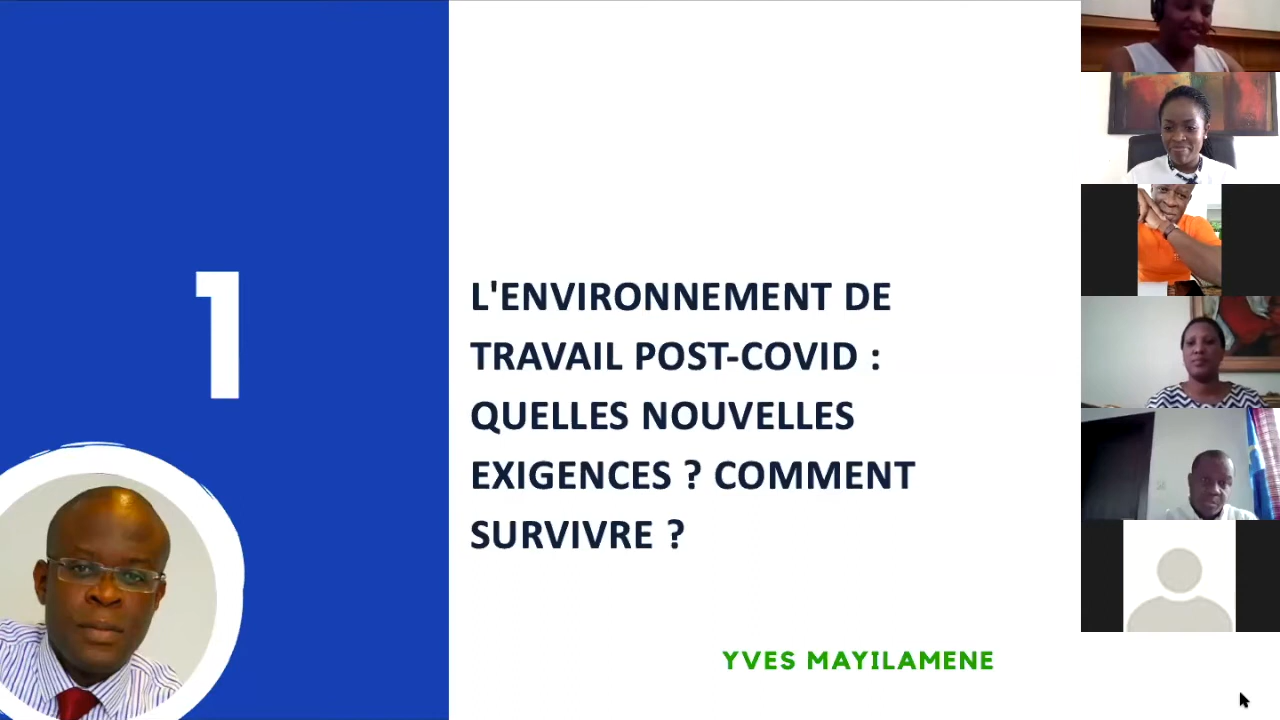 1
L'ENVIRONNEMENT DE
TRAVAIL POST-COVID :
QUELLES NOUVELLES
EXIGENCES ? COMMENT
SURVIVRE ?
YVES MAYILAMENE